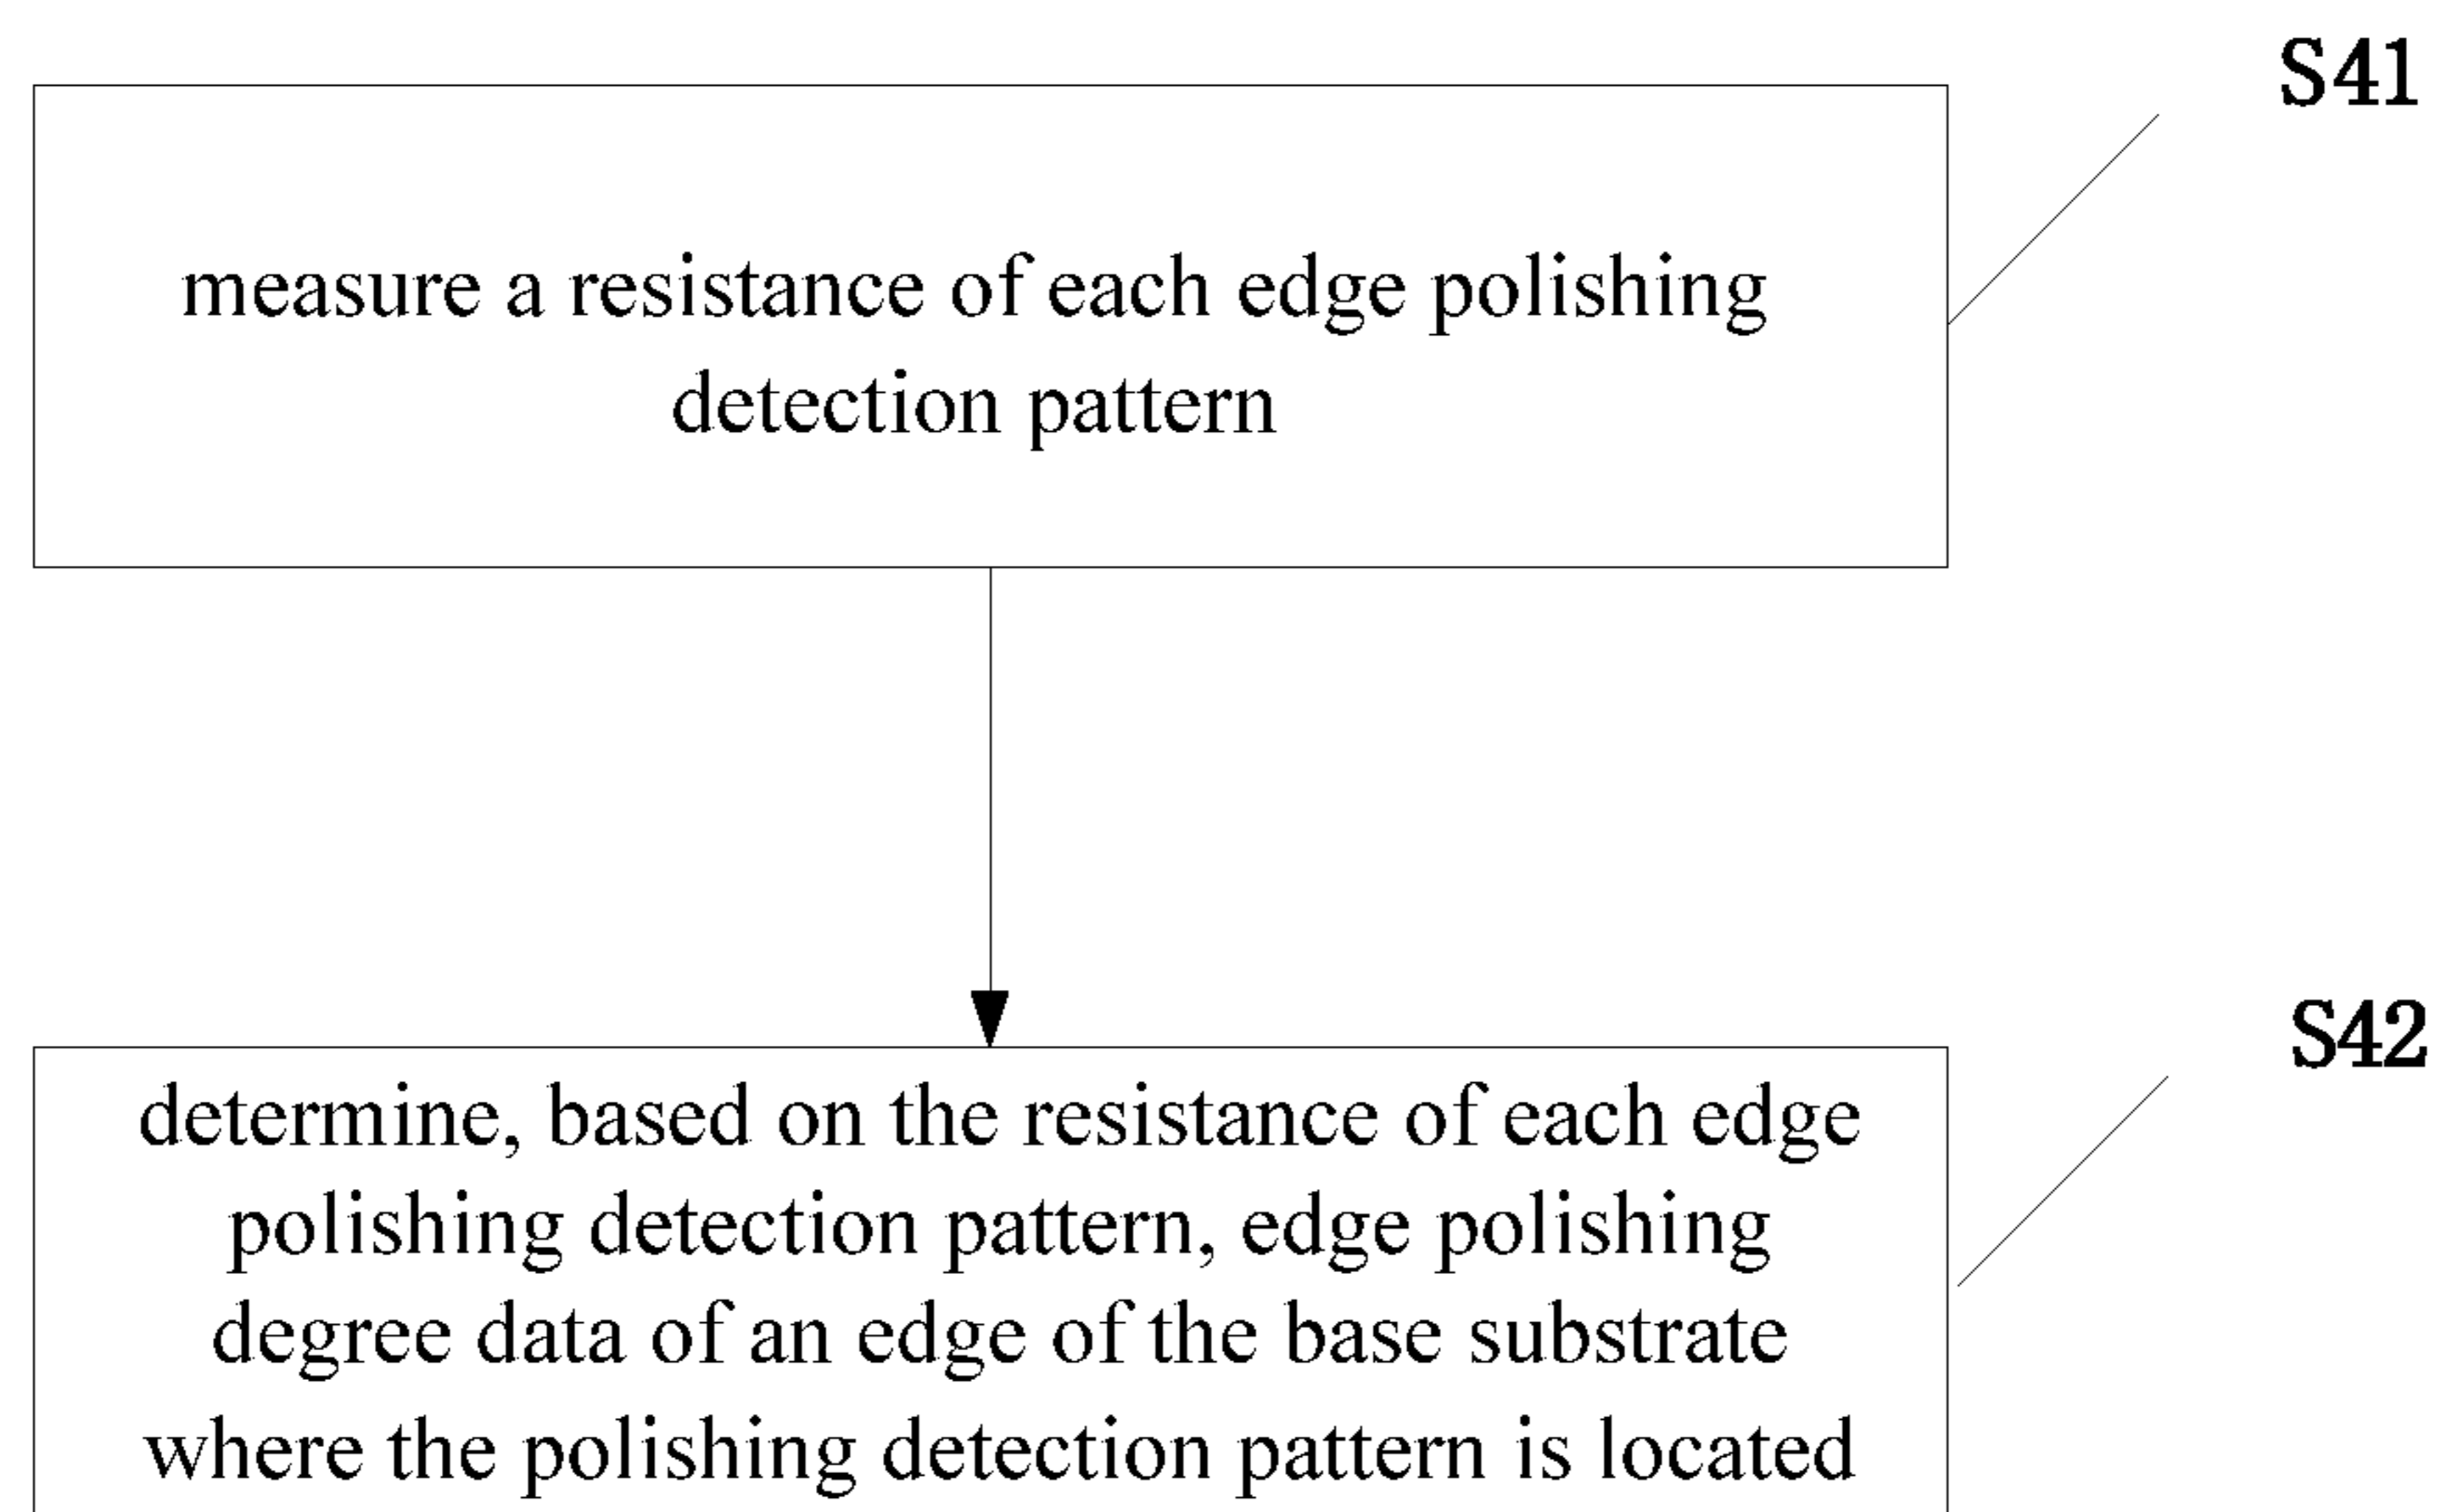 S41
measure a resistance of each edge polishing
detection pattern
S42
determine, based on the resistance of each edge
polishing detection pattern, edge polishing
degree data of an edge of the base substrate
where the polishing detection pattern is located